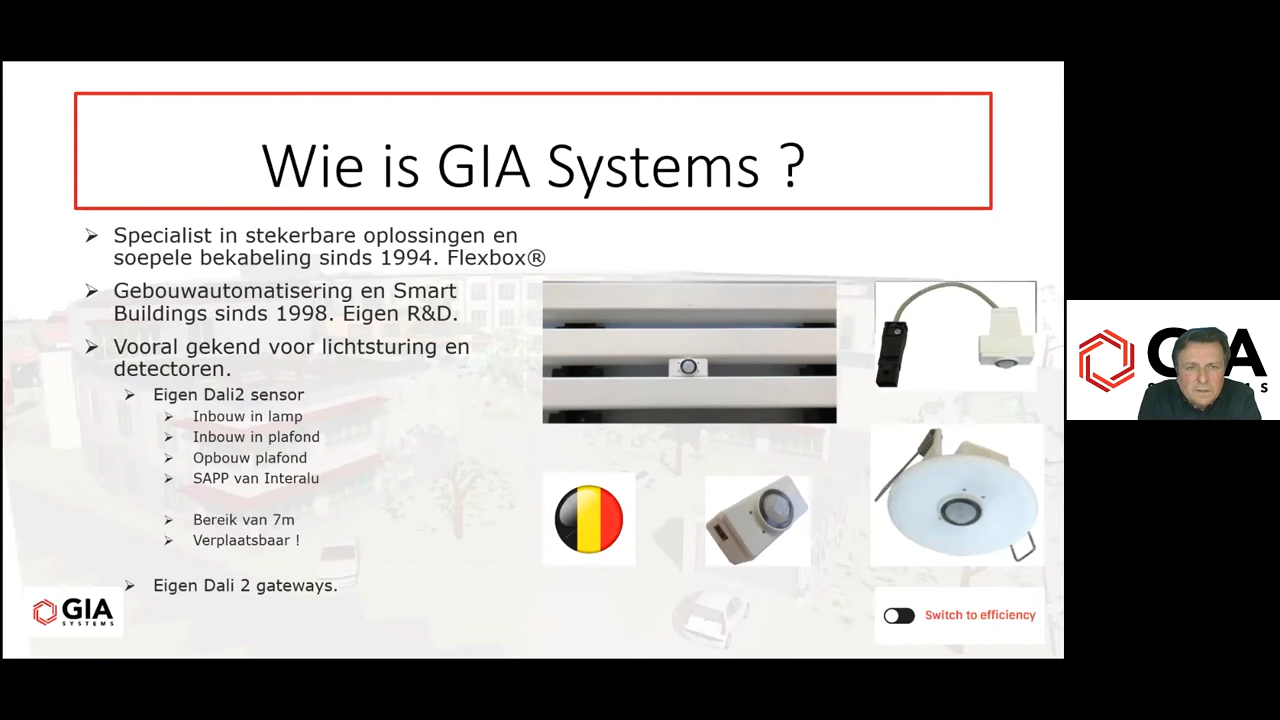 Wie is GIA Systems ?
Specialist in stekerbare oplossingen en
soepele bekabeling sinds 1994. Flexbox®
Gebouwautomatisering en Smart
Buildings sinds 1998. Eigen R&D.
Vooral gekend voor lichtsturing en
detectoren.
Eigen Dali2 sensor
Inbouw in lamp
Inbouw in plafond
Opbouw plafond
SAPP van Interalu
Bereik van 7m
Verplaatsbaar !
Eigen Dali 2 gateways.
GIA
SYSTEMS
Switch to efficiency